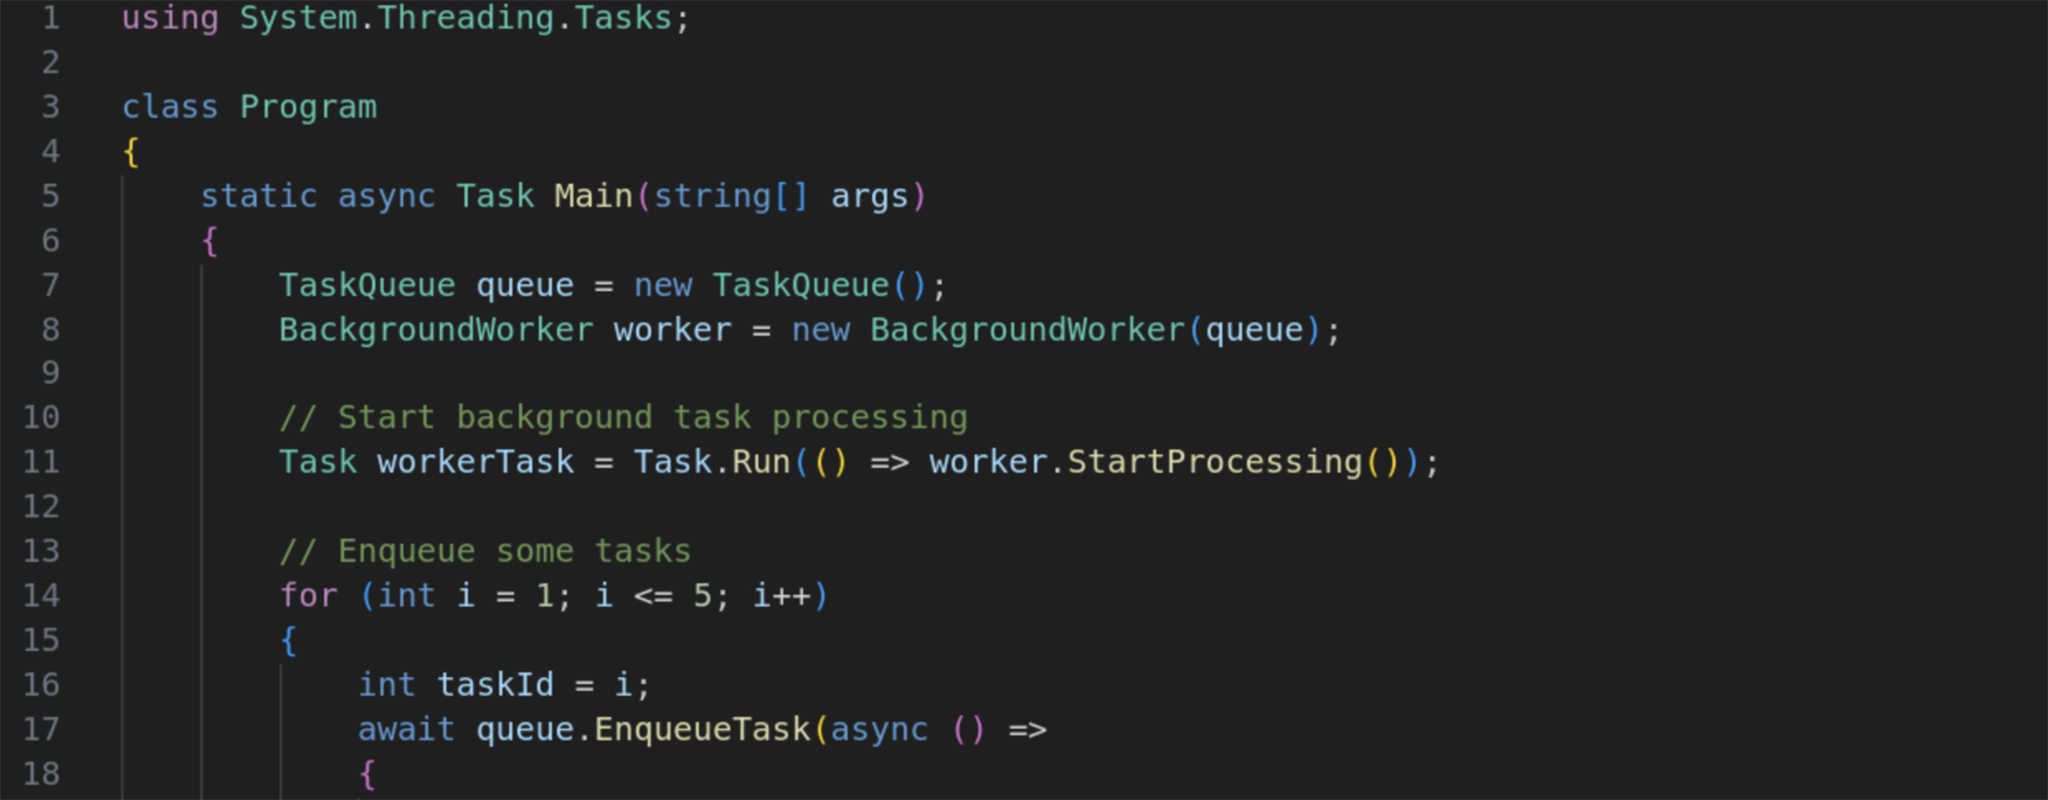 1 using System.Threading.Tasks;
2
3 class Program
4 {
5     static async Task Main(string[] args)
6     {
7         TaskQueue queue = new TaskQueue();
8         BackgroundWorker worker = new BackgroundWorker(queue);
9
10         // Start background task processing
11         Task workerTask = Task.Run(() => worker.StartProcessing());
12
13         // Enqueue some tasks
14         for (int i = 1; i <= 5; i++)
15         {
16             int taskId = i;
17             await queue.EnqueueTask(async () =>
18             {